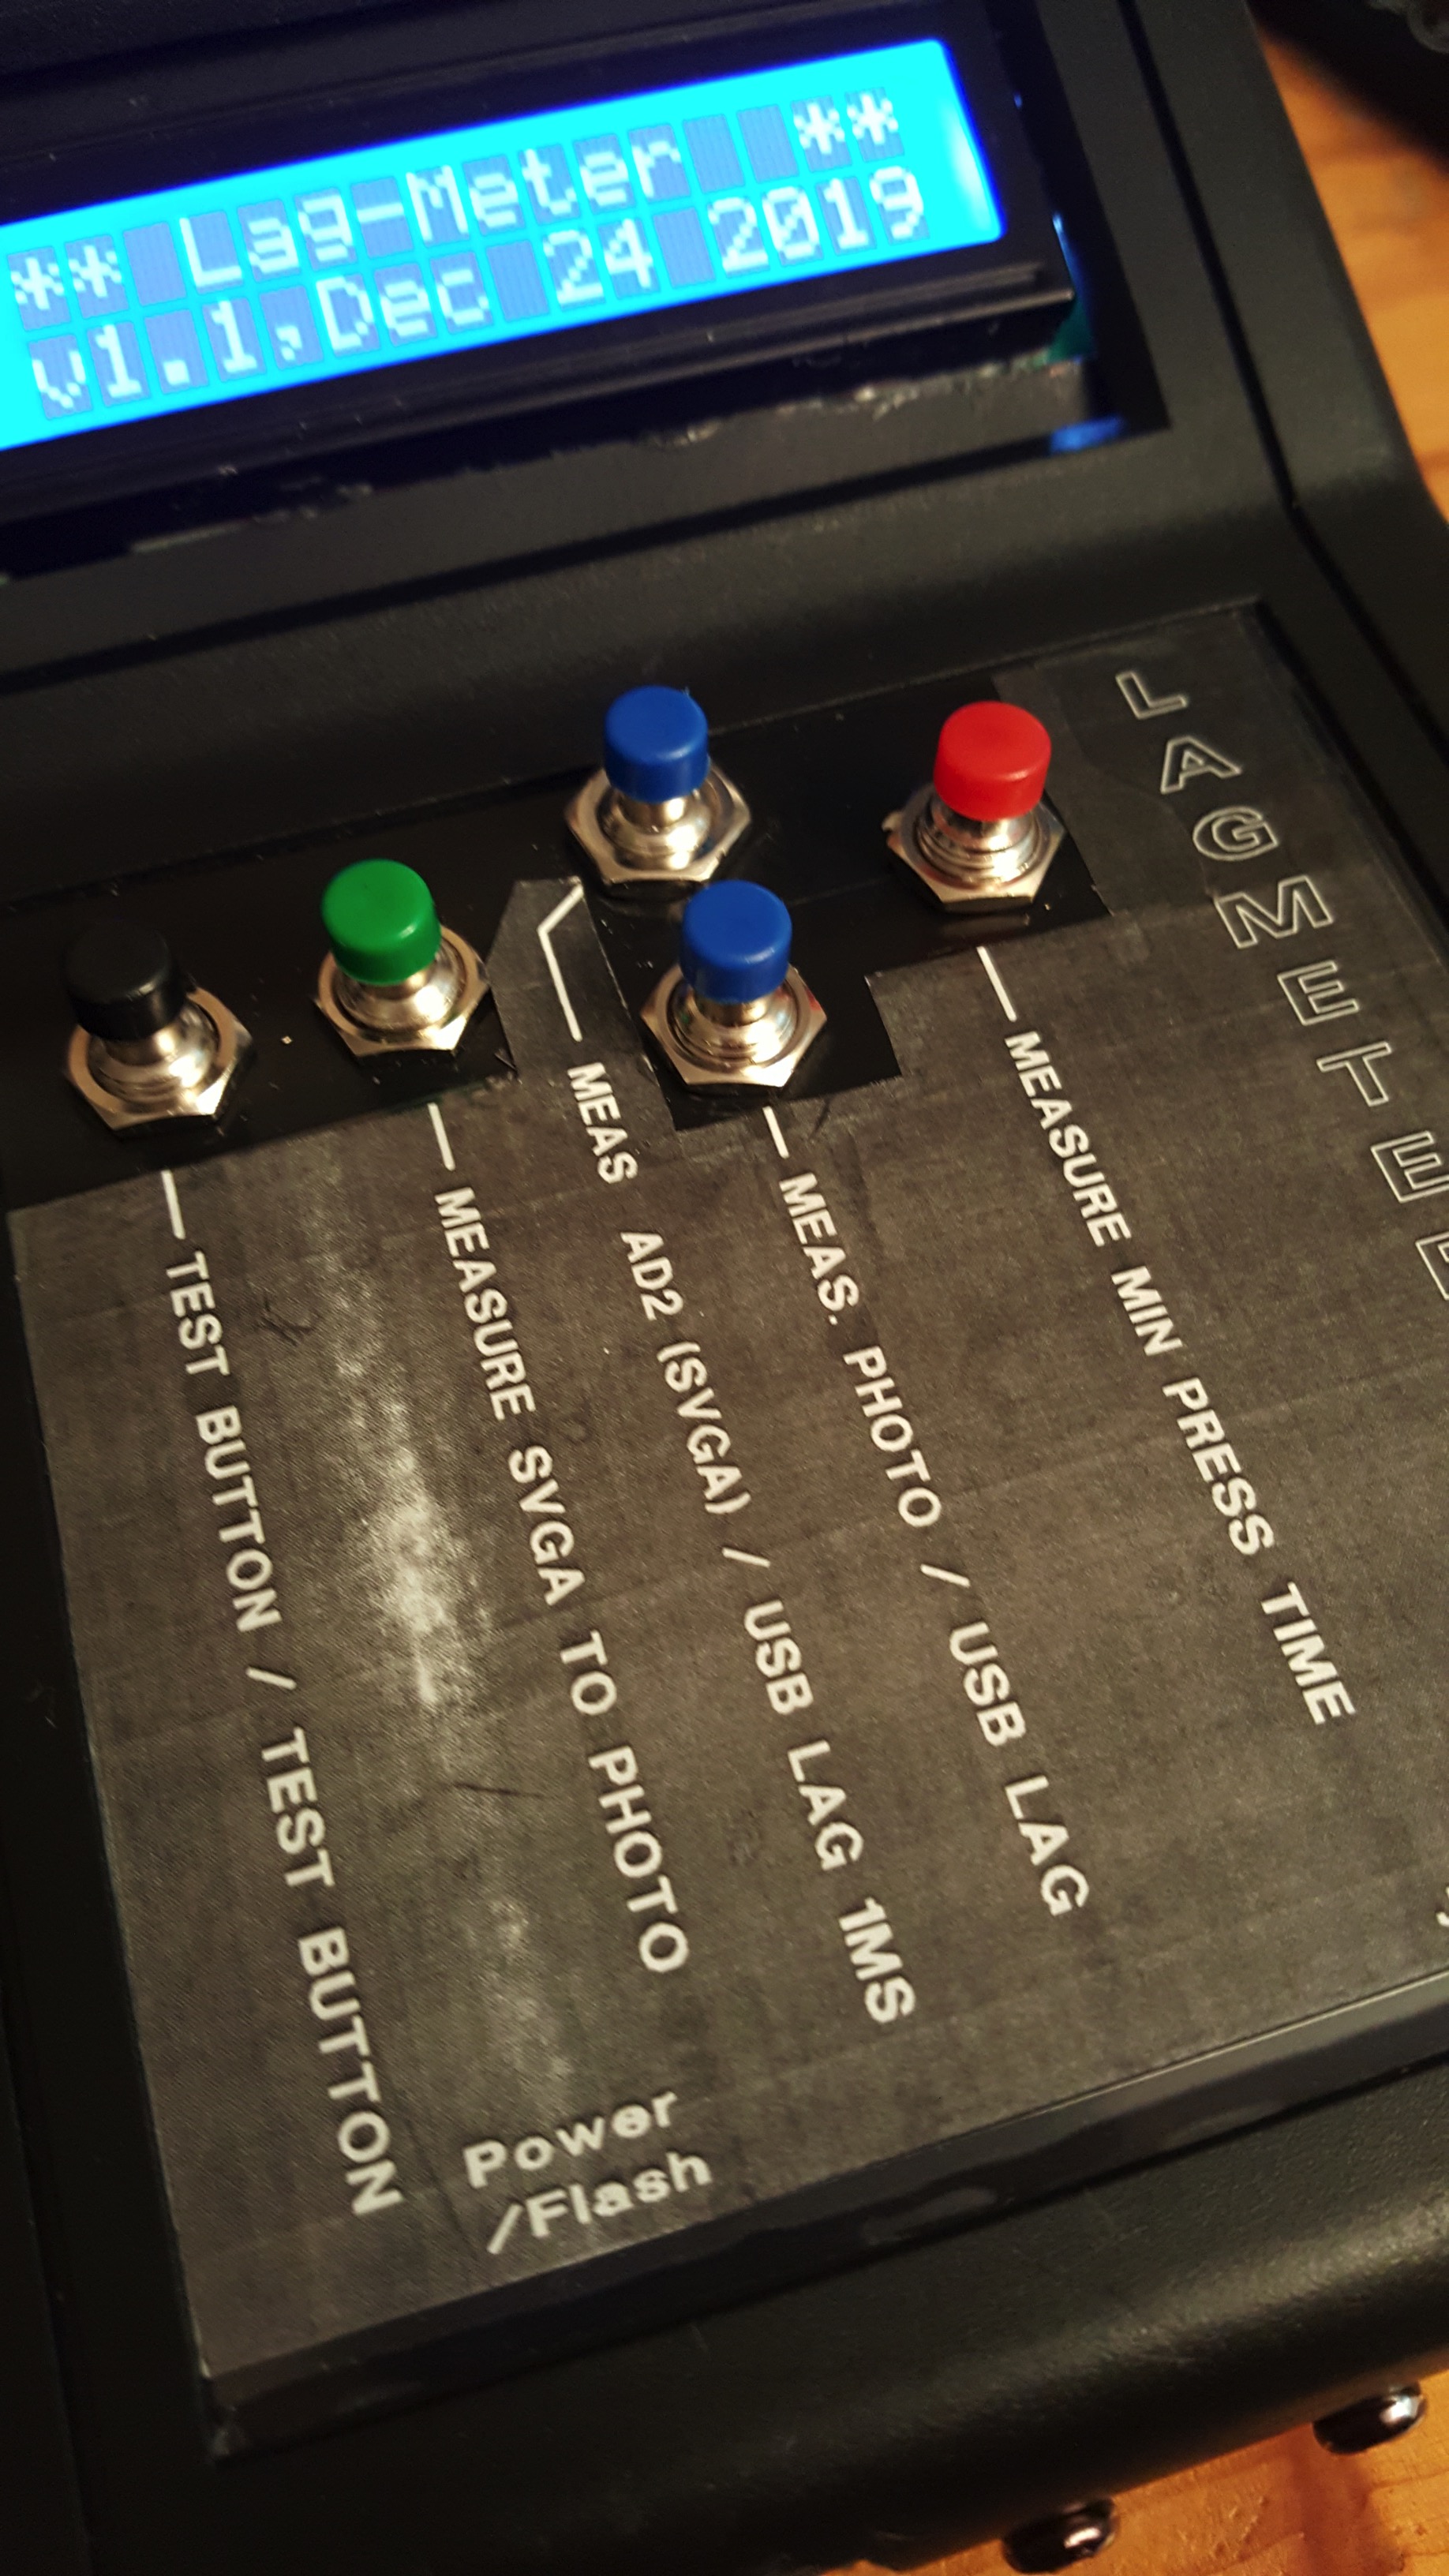 ** Lag-Meter **
v1.1,Dec 24 2019
LAGMETER
MEASURE MIN PRESS TIME
MEAS. PHOTO / USB LAG
MEAS AD2 (SVGA) / USB LAG 1MS
MEASURE SVGA TO PHOTO
TEST BUTTON / TEST BUTTON
Power
/Flash